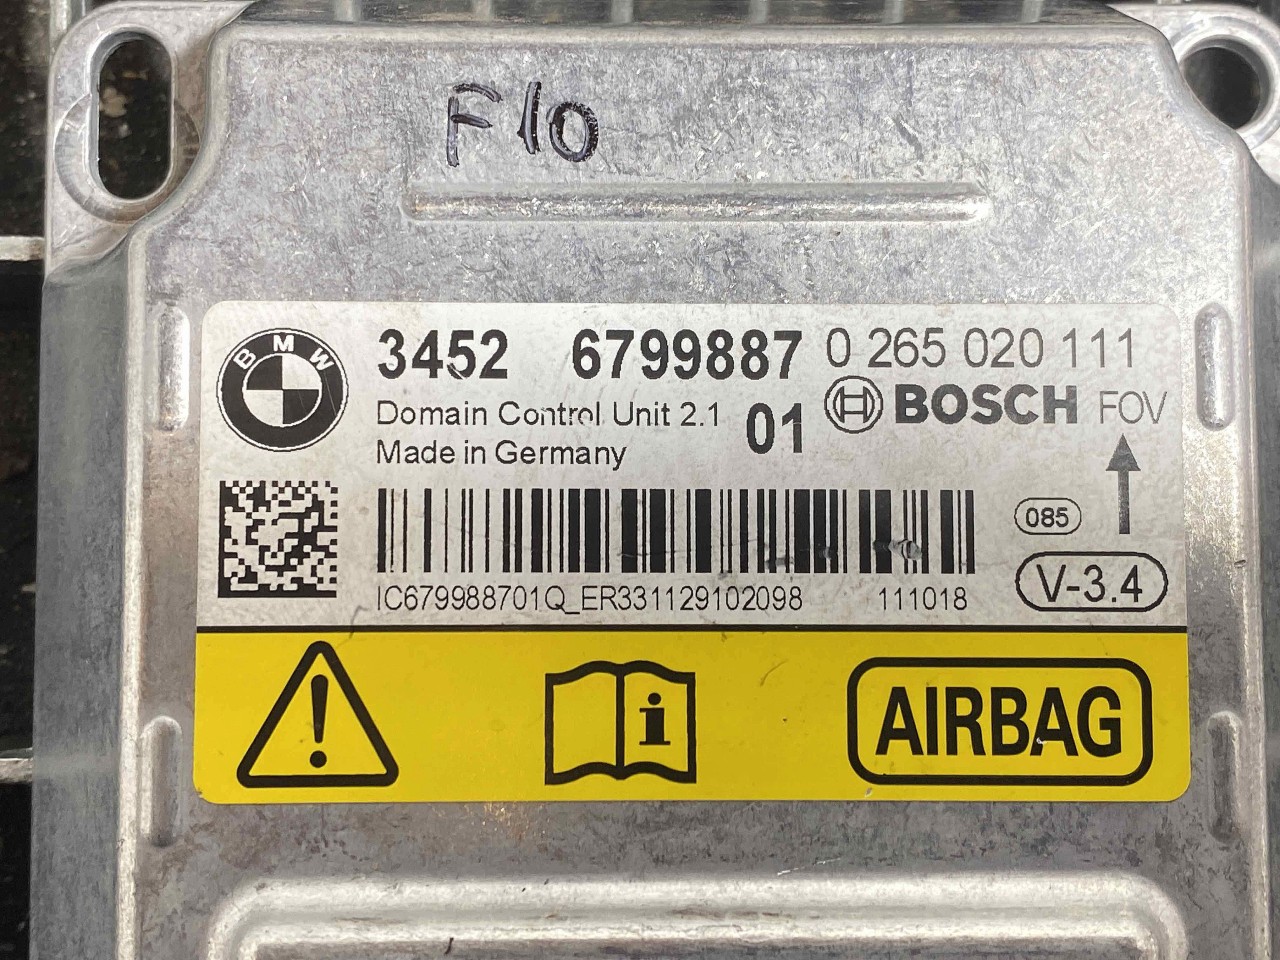 F10
BMW
3452 6799887 0 265 020 111
Domain Control Unit 2.1 01 BOSCH FOV
Made in Germany
085
V-3.4
IC679988701Q_ER331129102098 111018
AIRBAG